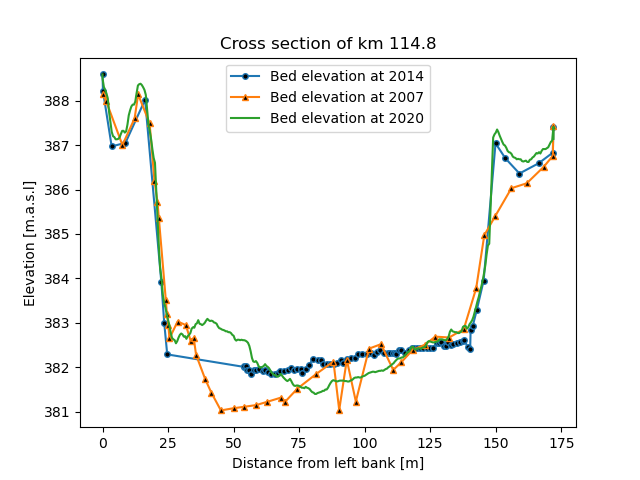 Cross section of km 114.8
Bed elevation at 2014
Bed elevation at 2007
Bed elevation at 2020
Elevation [m.a.s.l]
388
387
386
385
384
383
382
381
0 25 50 75 100 125 150 175
Distance from left bank [m]